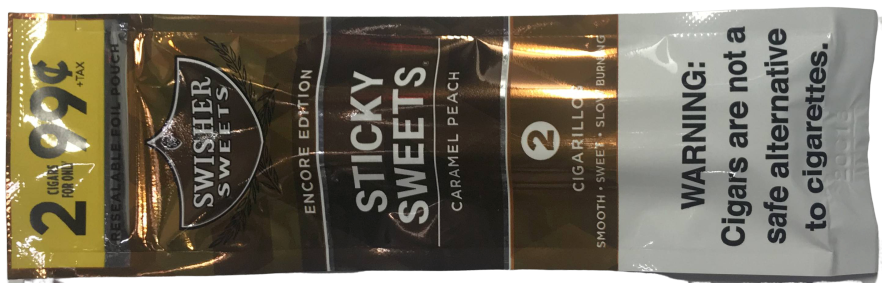 2 CIGARS
FOR ONLY 99¢
+TAX
RESEALABLE FOIL POUCH
SWISHER
SWEETS
ENCORE EDITION
STICKY
SWEETS
CARAMEL PEACH
2
CIGARILLOS
SMOOTH • SWEET • SLOW BURNING
WARNING:
Cigars are not a
safe alternative
to cigarettes.